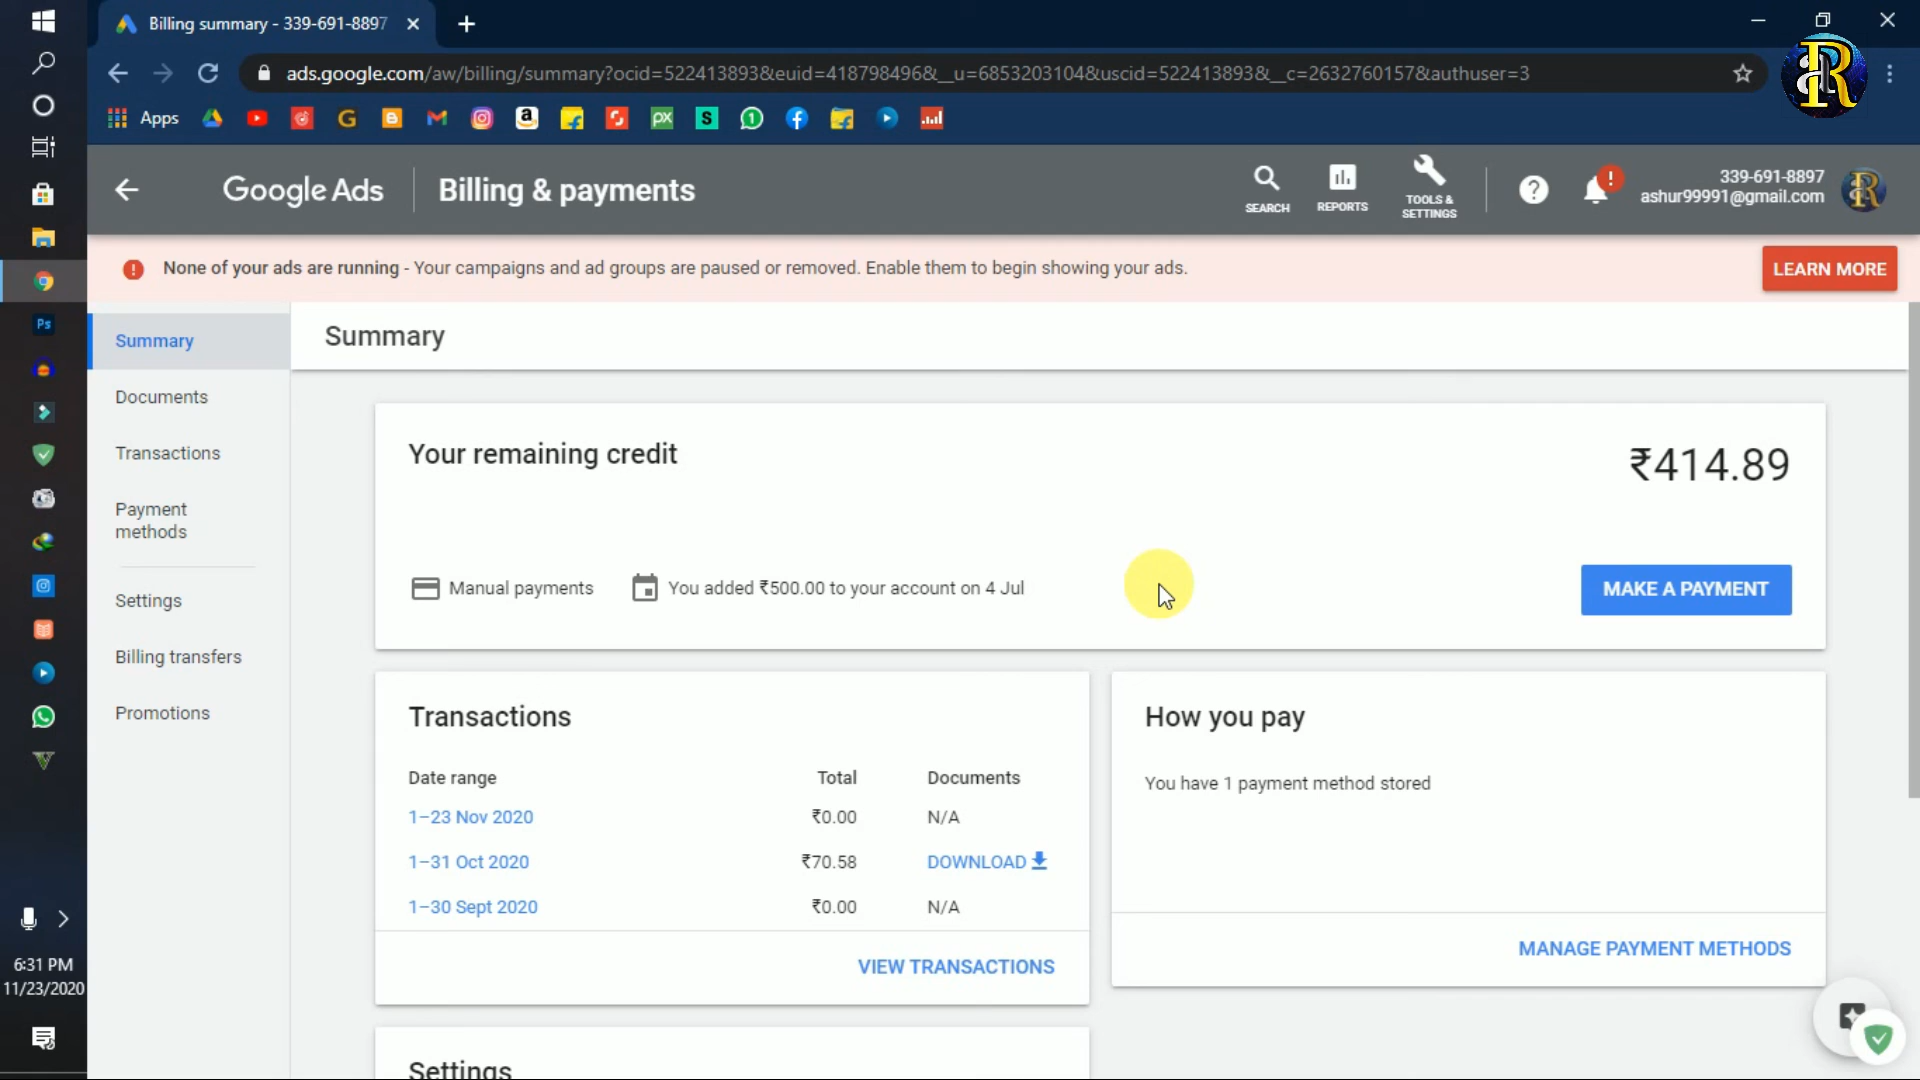 Billing summary - 339-691-8897
ads.google.com/aw/billing/summary?ocid=522413893&euid=418798496&__u=6853203104&uscid=522413893&__c=2632760157&authuser=3
Apps
Google Ads
Billing & payments
SEARCH
REPORTS
TOOLS &
SETTINGS
339-691-8897
ashur99991@gmail.com
None of your ads are running - Your campaigns and ad groups are paused or removed. Enable them to begin showing your ads.
LEARN MORE
Summary
Documents
Transactions
Payment
methods
Settings
Billing transfers
Promotions
Summary
Your remaining credit
₹414.89
Manual payments
You added ₹500.00 to your account on 4 Jul
MAKE A PAYMENT
Transactions
Date range Total Documents
1–23 Nov 2020 ₹0.00 N/A
1–31 Oct 2020 ₹70.58 DOWNLOAD
1–30 Sept 2020 ₹0.00 N/A
VIEW TRANSACTIONS
How you pay
You have 1 payment method stored
MANAGE PAYMENT METHODS
Settings
Ps
6:31 PM
11/23/2020